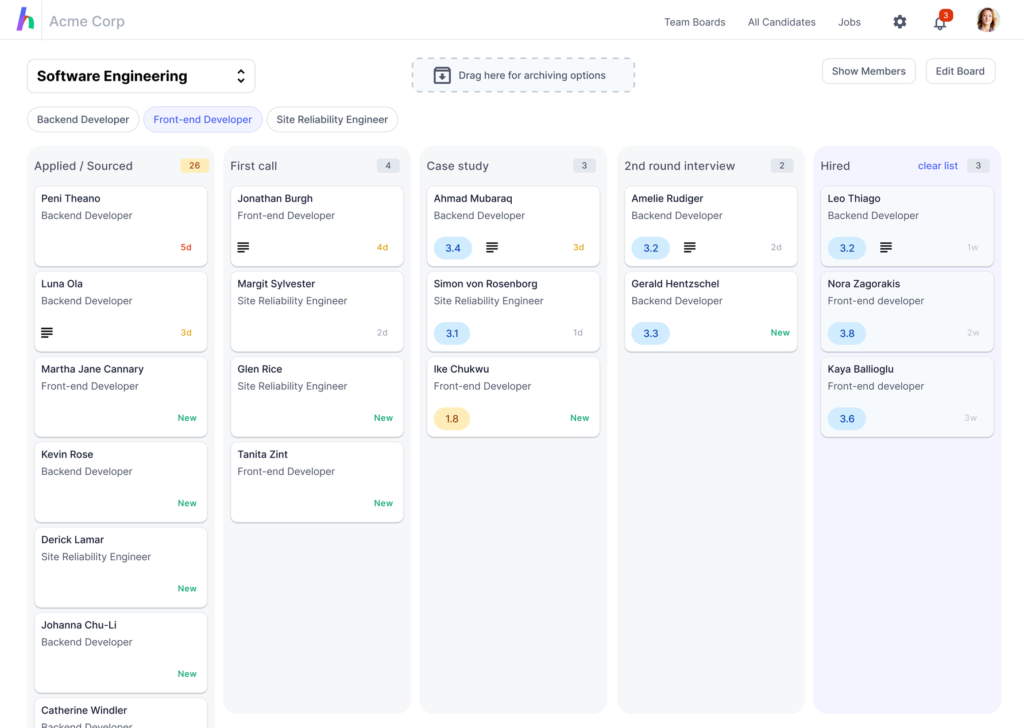 Acme Corp
Team Boards
All Candidates
Jobs
3
Software Engineering
Drag here for archiving options
Show Members
Edit Board
Backend Developer
Front-end Developer
Site Reliability Engineer
Applied / Sourced
26
Peni Theano
Backend Developer
5d
Luna Ola
Backend Developer
3d
Martha Jane Cannary
Front-end Developer
New
Kevin Rose
Backend Developer
New
Derick Lamar
Site Reliability Engineer
New
Johanna Chu-Li
Backend Developer
New
Catherine Windler
Backend Developer
First call
4
Jonathan Burgh
Front-end Developer
4d
Margit Sylvester
Site Reliability Engineer
2d
Glen Rice
Site Reliability Engineer
New
Tanita Zint
Front-end Developer
New
Case study
3
Ahmad Mubaraq
Backend Developer
3.4
3d
Simon von Rosenborg
Site Reliability Engineer
3.1
1d
Ike Chukwu
Front-end Developer
1.8
New
2nd round interview
2
Amelie Rudiger
Backend Developer
3.2
2d
Gerald Hentzschel
Backend Developer
3.3
New
Hired
clear list
3
Leo Thiago
Backend Developer
3.2
1w
Nora Zagorakis
Front-end developer
3.8
2w
Kaya Ballioglu
Front-end developer
3.6
3w